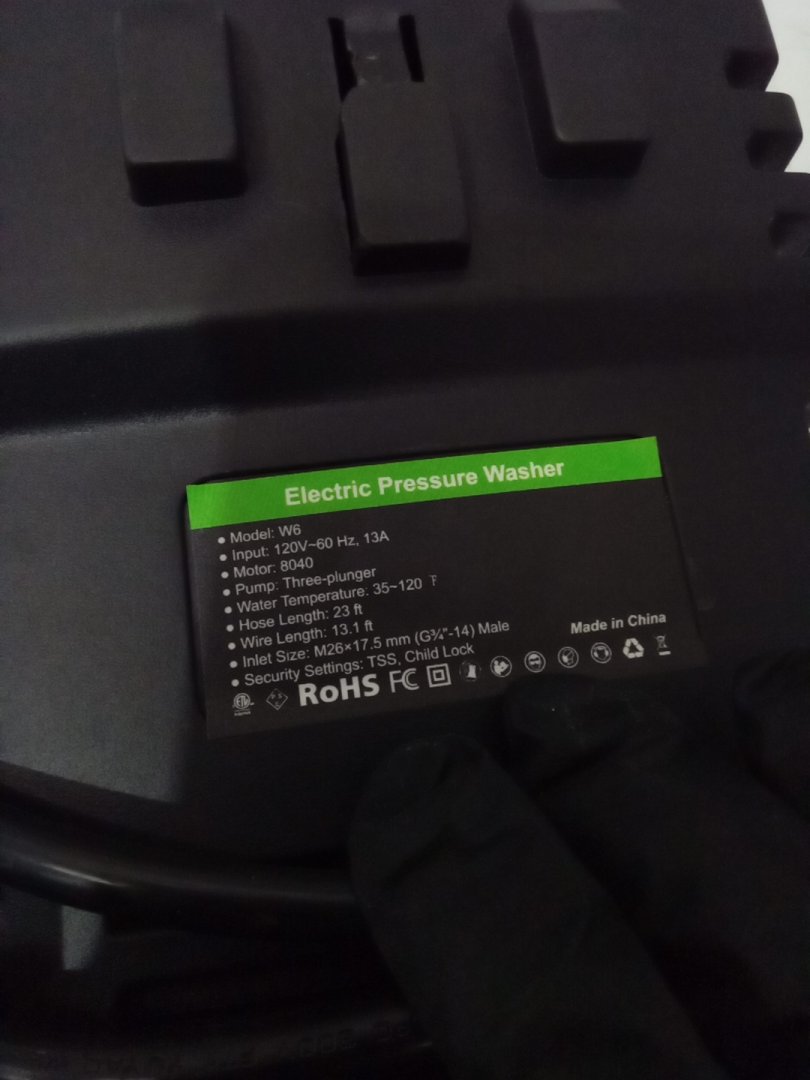 Electric Pressure Washer
• Model: W6
• Input: 120V~60 Hz, 13A
• Motor: 8040
• Pump: Three-plunger
• Water Temperature: 35~120 ℉
• Hose Length: 23 ft
• Wire Length: 13.1 ft
• Inlet Size: M26×17.5 mm (G¾"-14) Male
• Security Settings: TSS, Child Lock
Made in China
ETL
RoHS FC